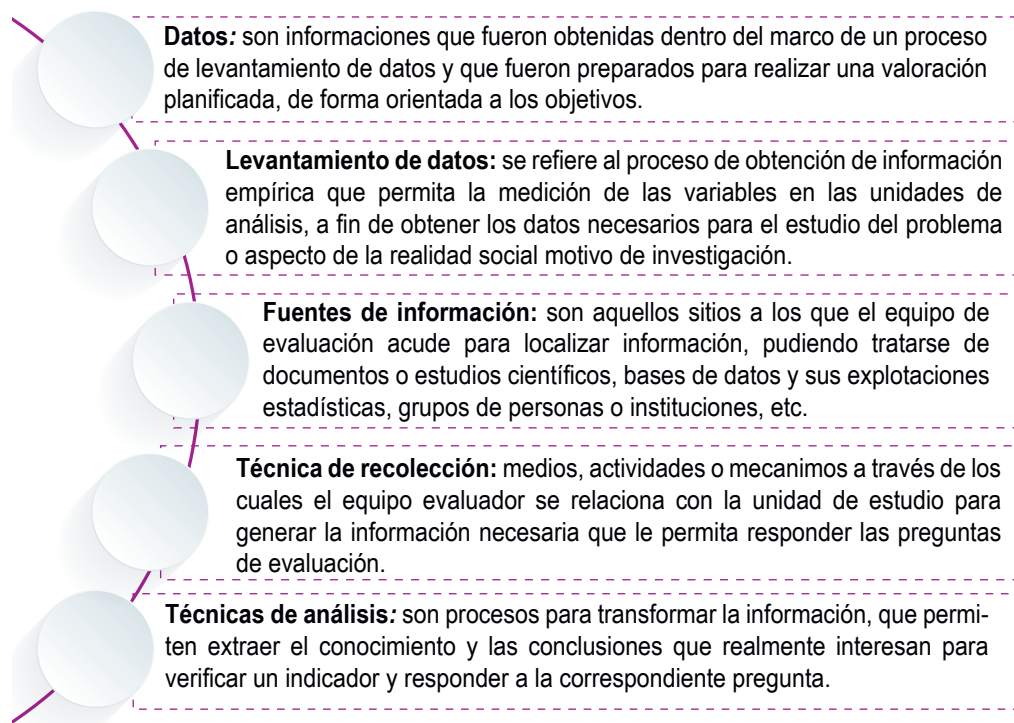 Datos: son informaciones que fueron obtenidas dentro del marco de un proceso
de levantamiento de datos y que fueron preparados para realizar una valoración
planificada, de forma orientada a los objetivos.
Levantamiento de datos: se refiere al proceso de obtención de información
empírica que permita la medición de las variables en las unidades de
análisis, a fin de obtener los datos necesarios para el estudio del problema
o aspecto de la realidad social motivo de investigación.
Fuentes de información: son aquellos sitios a los que el equipo de
evaluación acude para localizar información, pudiendo tratarse de
documentos o estudios científicos, bases de datos y sus explotaciones
estadísticas, grupos de personas o instituciones, etc.
Técnica de recolección: medios, actividades o mecanimos a través de los
cuales el equipo evaluador se relaciona con la unidad de estudio para
generar la información necesaria que le permita responder las preguntas
de evaluación.
Técnicas de análisis: son procesos para transformar la información, que permi-
ten extraer el conocimiento y las conclusiones que realmente interesan para
verificar un indicador y responder a la correspondiente pregunta.